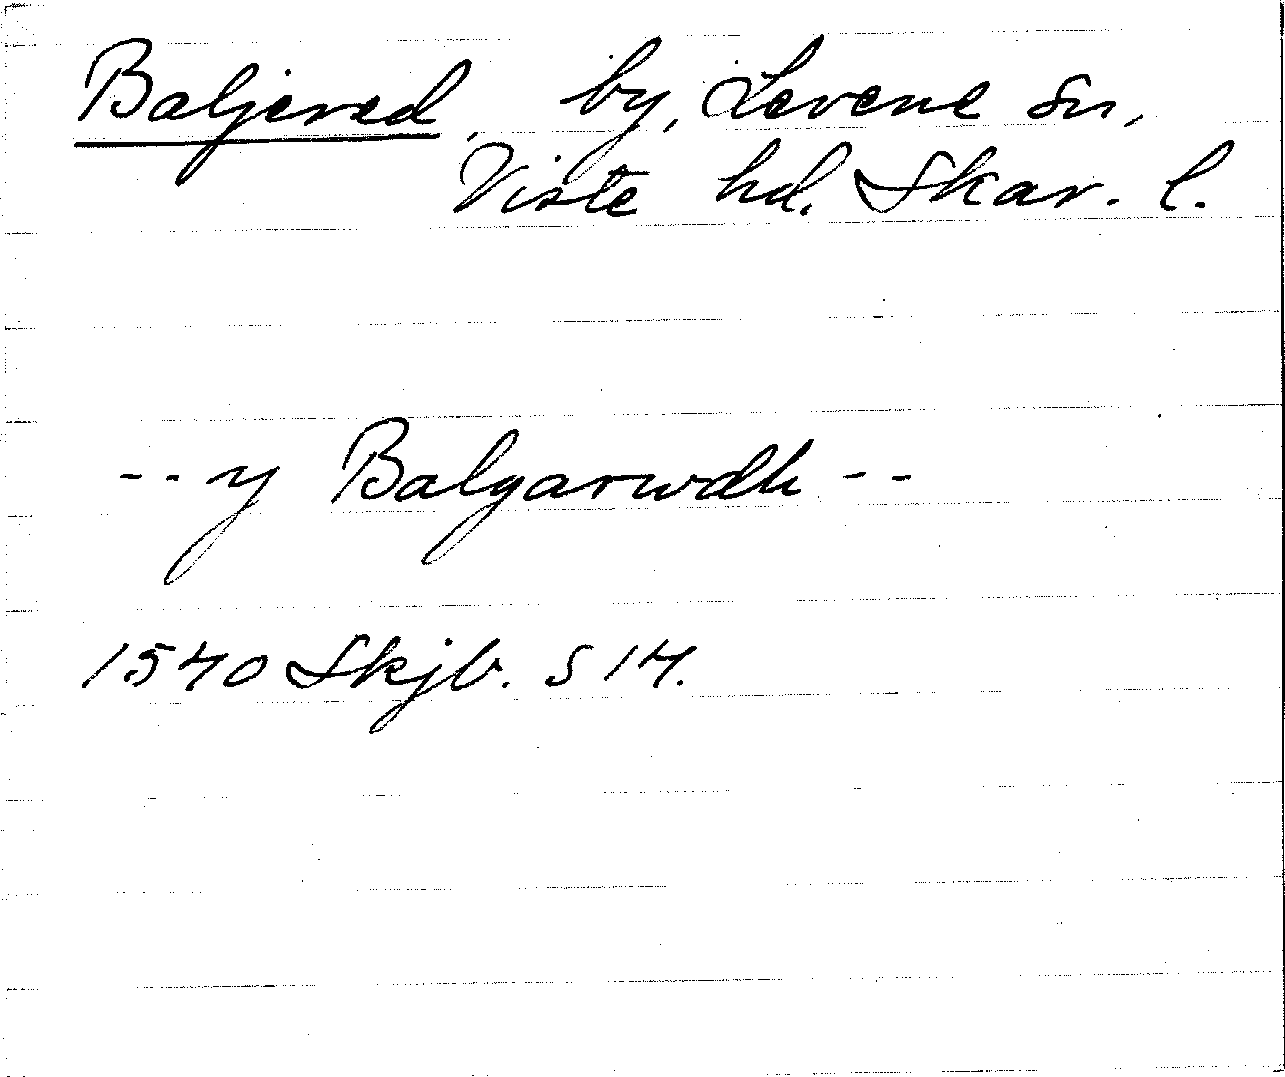 Baljered, by, Levene sn,
Viste hd. Skar. l.
-- y Balgarwdh --
1540 Skjb. S 14.